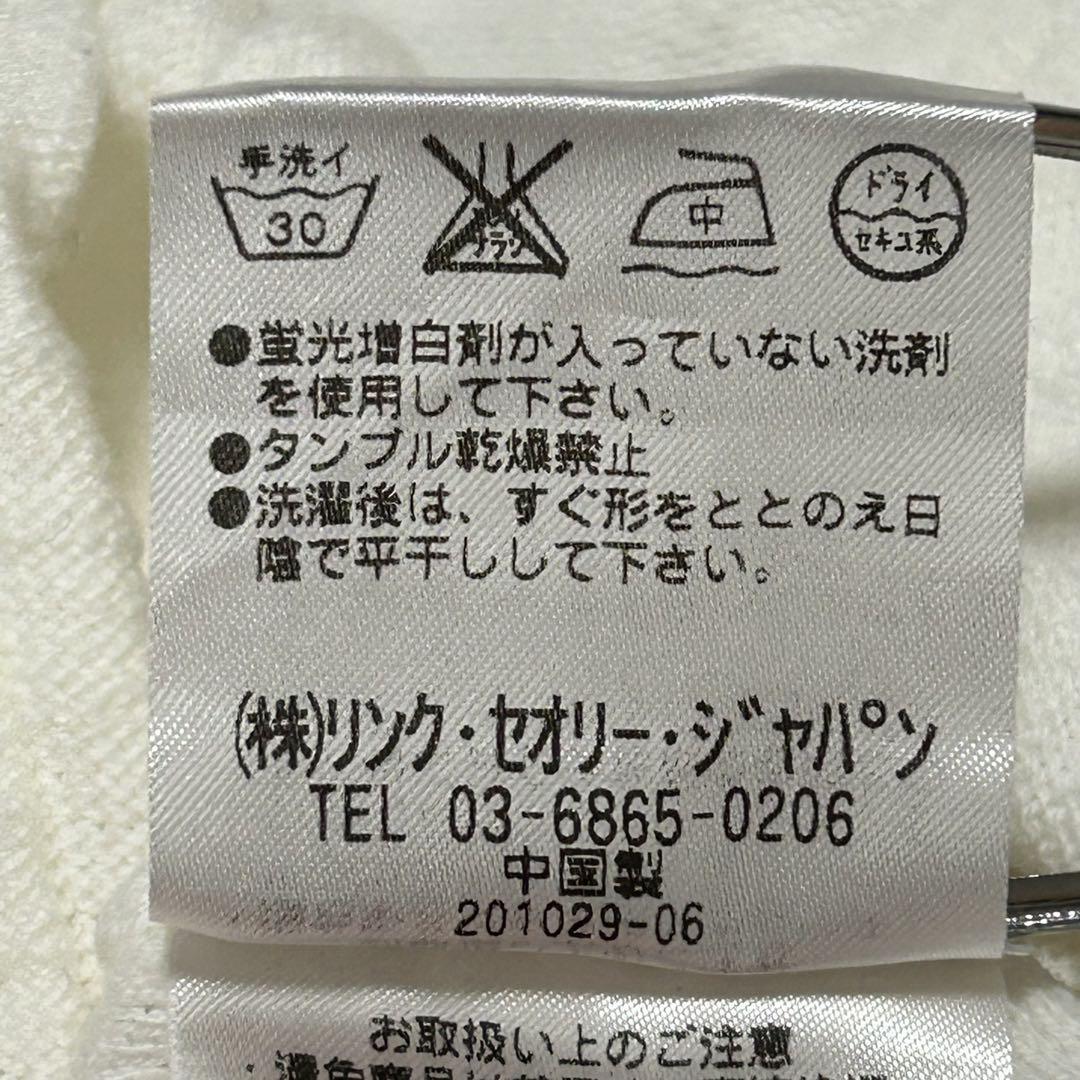 手洗イ
30
中
ドライ
セキユ系
●蛍光増白剤が入っていない洗剤
を使用して下さい。
●タンブル乾燥禁止
●洗濯後は、すぐ形をととのえ日
陰で平干しして下さい。
(株)リンク・セオリー・ジャパン
TEL 03-6865-0206
中国製
201029-06
お取扱い上のご注意